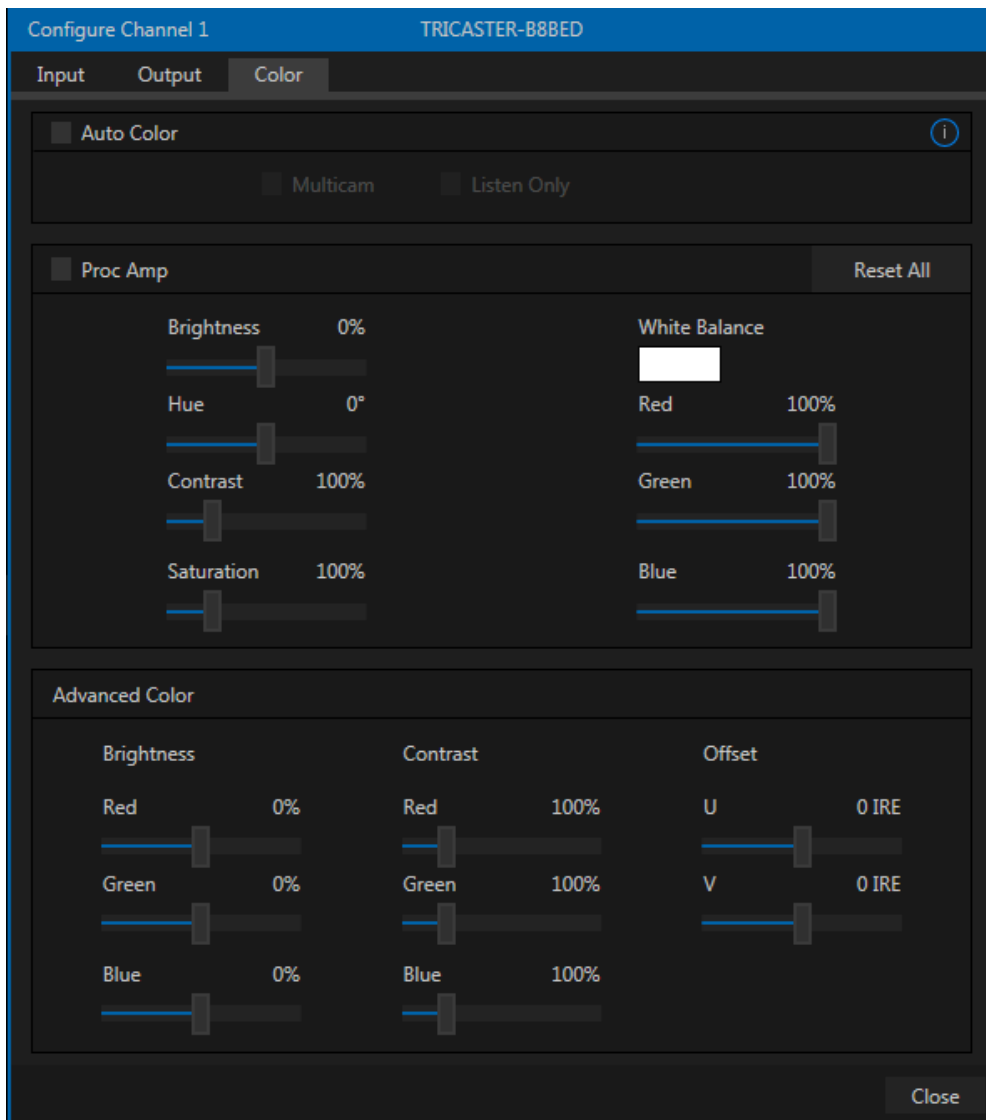 Configure Channel 1 TRICASTER-B8BED
Input Output Color
Auto Color i
Multicam Listen Only
Proc Amp Reset All
Brightness 0% White Balance
Hue 0° Red 100%
Contrast 100% Green 100%
Saturation 100% Blue 100%
Advanced Color
Brightness Contrast Offset
Red 0% Red 100% U 0 IRE
Green 0% Green 100% V 0 IRE
Blue 0% Blue 100%
Close